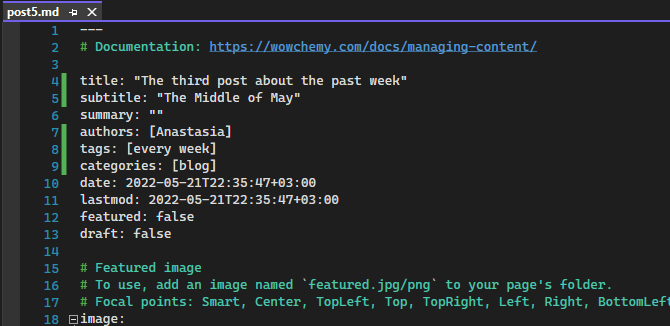 post5.md
1 ---
2 # Documentation: https://wowchemy.com/docs/managing-content/
3
4 title: "The third post about the past week"
5 subtitle: "The Middle of May"
6 summary: ""
7 authors: [Anastasia]
8 tags: [every week]
9 categories: [blog]
10 date: 2022-05-21T22:35:47+03:00
11 lastmod: 2022-05-21T22:35:47+03:00
12 featured: false
13 draft: false
14
15 # Featured image
16 # To use, add an image named `featured.jpg/png` to your page's folder.
17 # Focal points: Smart, Center, TopLeft, Top, TopRight, Left, Right, BottomLeft
18 image: